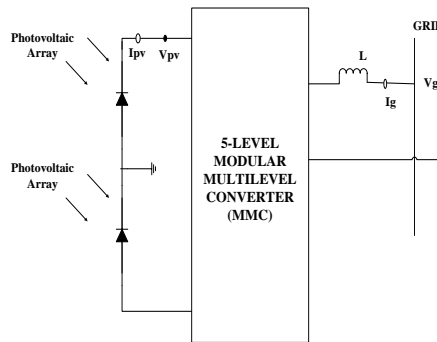 Photovoltaic
Array
Ipv
Vpv
GRID
L
Vg
Ig
5-LEVEL
MODULAR
MULTILEVEL
CONVERTER
(MMC)
Photovoltaic
Array